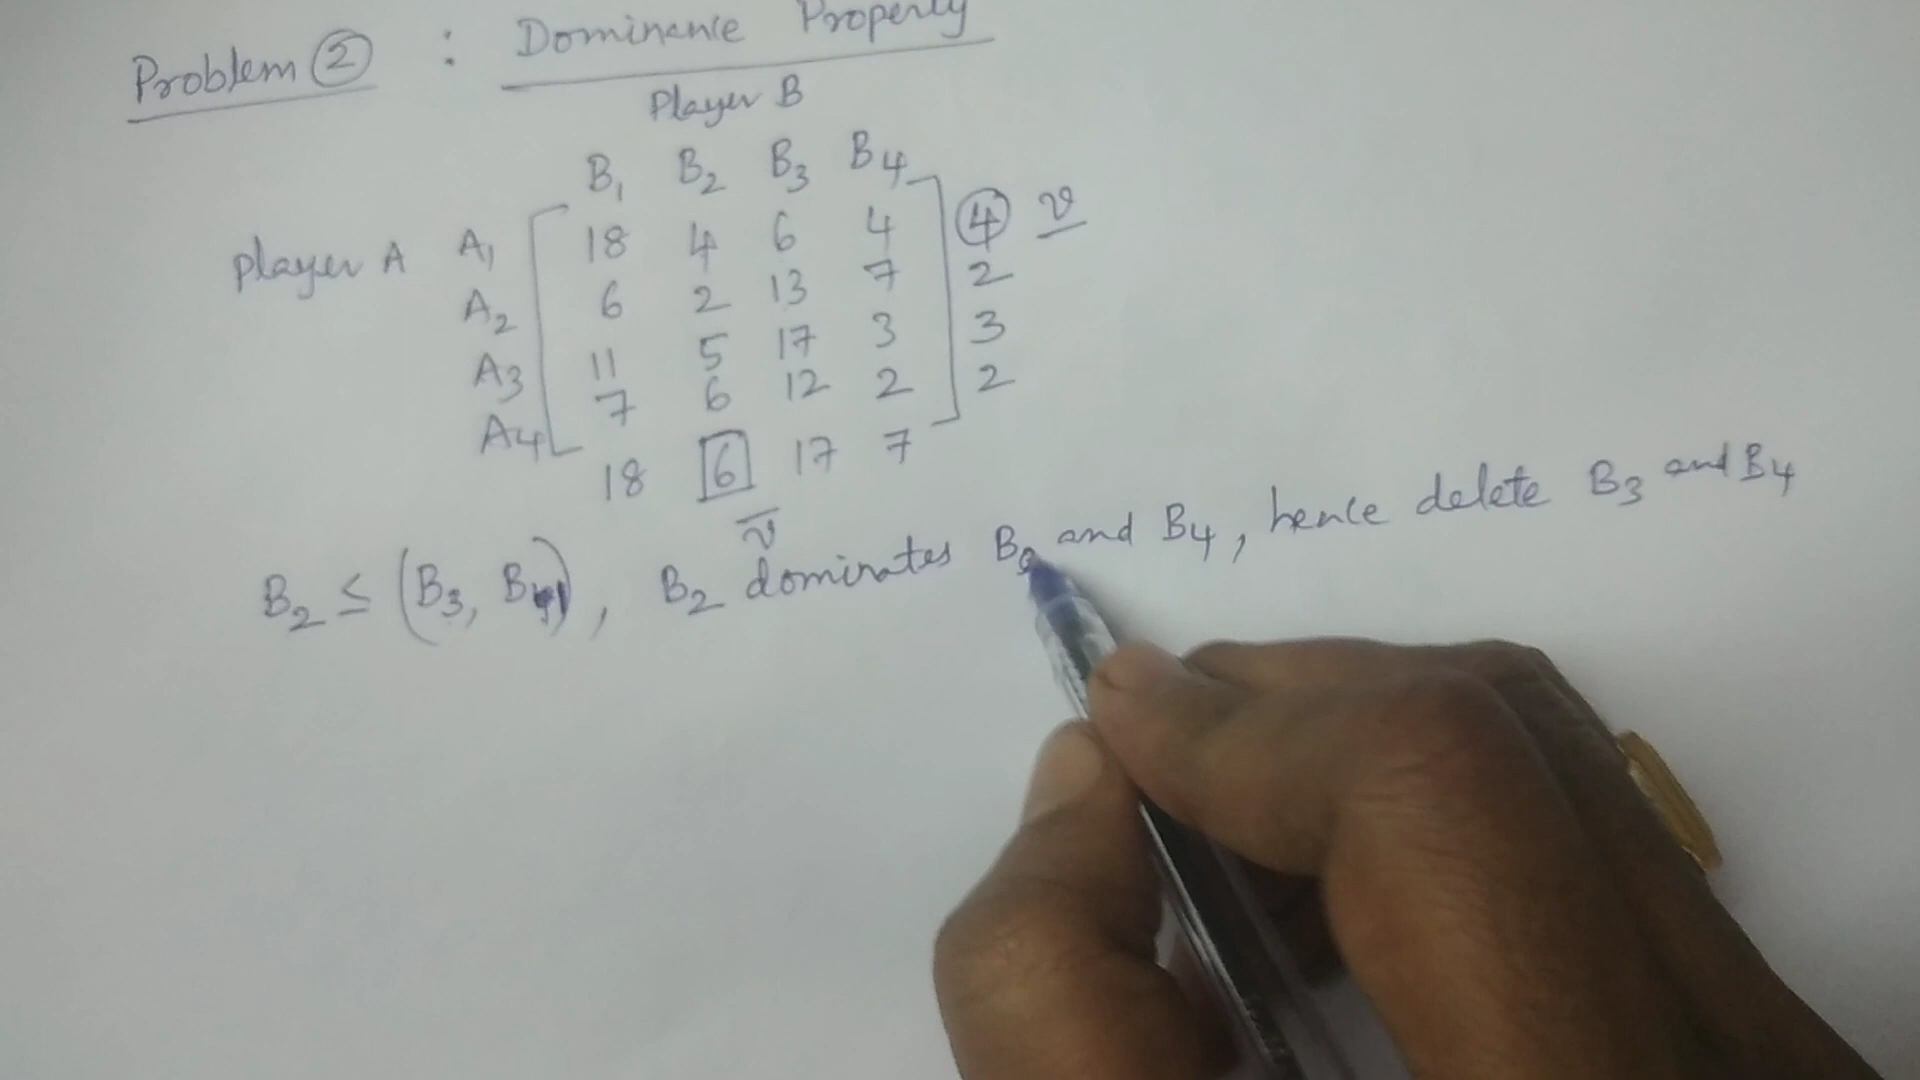 Problem ② : Dominance Property
Player B
B₁ B₂ B₃ B₄
Player A A₁ 18 4 6 4 ④ v
A₂ 6 2 13 7 2
A₃ 11 5 17 3 3
A₄ 7 6 12 2 2
18 6 17 7
v̅
B₂ ≤ (B₃, B₄), B₂ dominates B₃ and B₄, hence delete B₃ and B₄